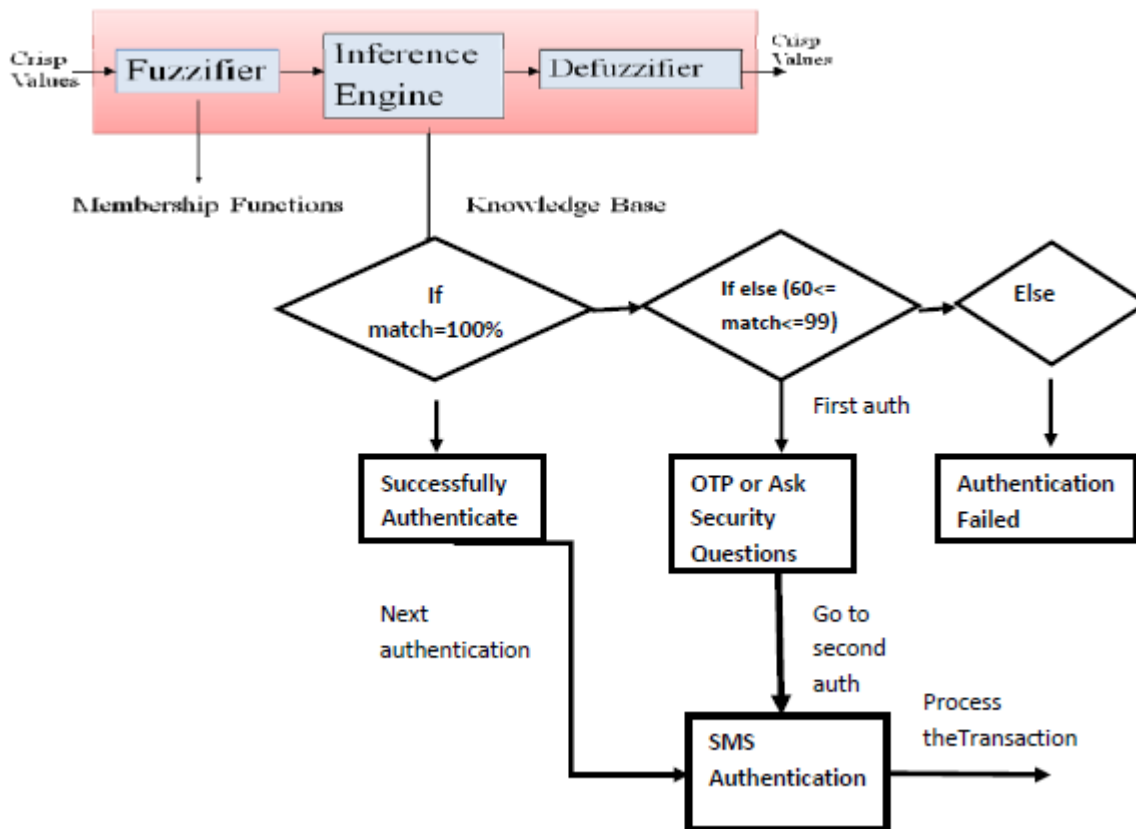 Crisp
Values
Fuzzifier
Inference
Engine
Defuzzifier
Crisp
Values
Membership Functions
Knowledge Base
If
match=100%
If else (60<=
match<=99)
Else
First auth
Successfully
Authenticate
OTP or Ask
Security
Questions
Authentication
Failed
Next
authentication
Go to
second
auth
SMS
Authentication
Process
theTransaction